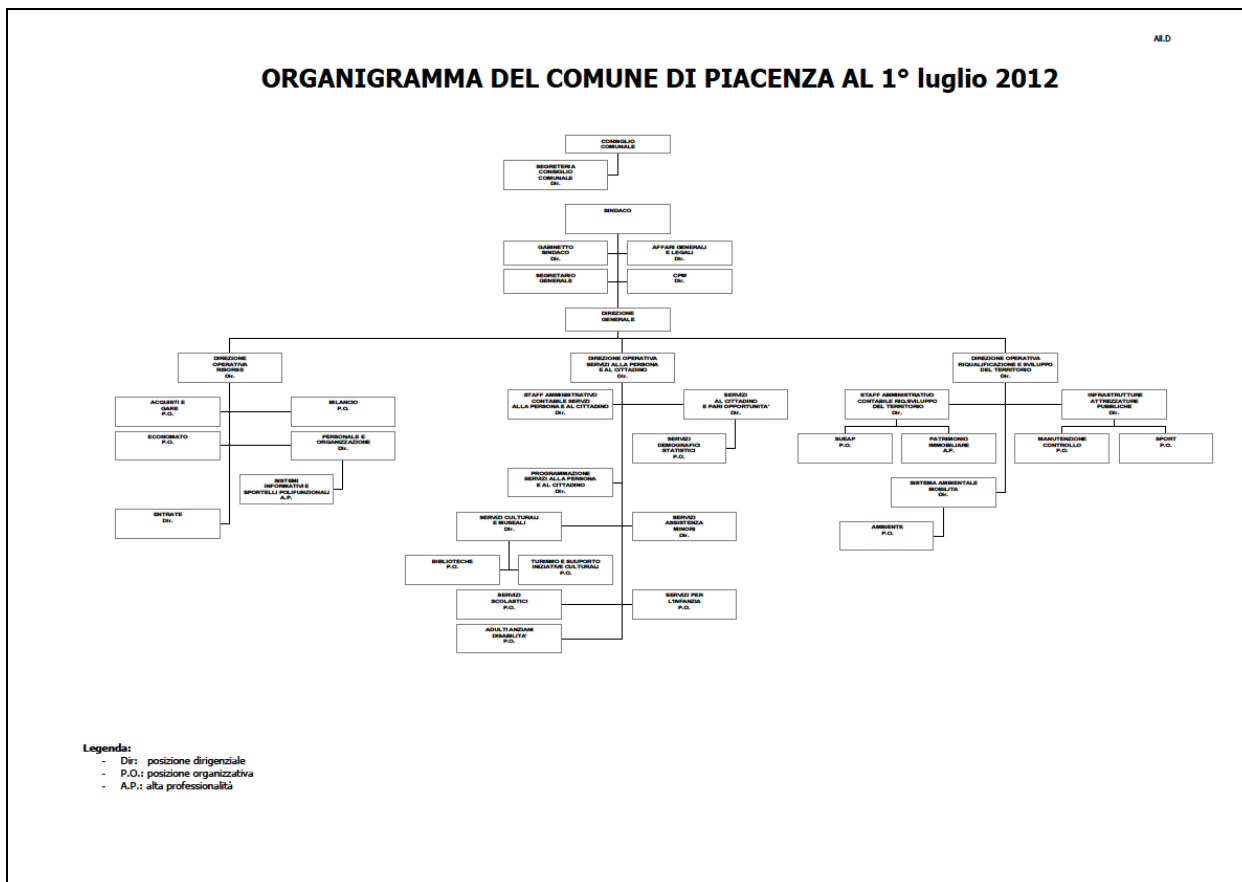 All.D
ORGANIGRAMMA DEL COMUNE DI PIACENZA AL 1° luglio 2012
CONSIGLIO
COMUNALE
SEGRETERIA
CONSIGLIO
COMUNALE
Dir.
SINDACO
GABINETTO
SINDACO
Dir.
AFFARI GENERALI
E LEGALI
Dir.
SEGRETARIO
GENERALE
CPM
Dir.
DIREZIONE
GENERALE
DIREZIONE
OPERATIVA
RISORSE
Dir.
DIREZIONE OPERATIVA
SERVIZI ALLA PERSONA
E AL CITTADINO
Dir.
DIREZIONE OPERATIVA
RIQUALIFICAZIONE E SVILUPPO
DEL TERRITORIO
Dir.
ACQUISTI E
GARE
P.O.
BILANCIO
P.O.
ECONOMATO
P.O.
PERSONALE E
ORGANIZZAZIONE
Dir.
SISTEMI
INFORMATIVI E
SPORTELLI POLIFUNZIONALI
A.P.
ENTRATE
Dir.
STAFF AMMINISTRATIVO
CONTABILE SERVIZI
ALLA PERSONA E AL CITTADINO
Dir.
SERVIZI
AL CITTADINO
E PARI OPPORTUNITA'
Dir.
SERVIZI
DEMOGRAFICI
STATISTICI
P.O.
PROGRAMMAZIONE
SERVIZI ALLA PERSONA
E AL CITTADINO
Dir.
SERVIZI CULTURALI
E MUSEALI
Dir.
SERVIZI
ASSISTENZA
MINORI
Dir.
BIBLIOTECHE
P.O.
TURISMO E SUUPORTO
INIZIATIVE CULTURALI
P.O.
SERVIZI
SCOLASTICI
P.O.
SERVIZI PER
L'INFANZIA
P.O.
ADULTI-ANZIANI
DISABILITA'
P.O.
STAFF AMMINISTRATIVO
CONTABILE RIQ.SVILUPPO
DEL TERRITORIO
Dir.
INFRASTRUTTURE
ATTREZZATURE
PUBBLICHE
Dir.
SUEAP
P.O.
PATRIMONIO
IMMOBILIARE
A.P.
MANUTENZIONE
CONTROLLO
P.O.
SPORT
P.O.
SISTEMA AMBIENTALE
MOBILITA
Dir.
AMBIENTE
P.O.
Legenda:
- Dir: posizione dirigenziale
- P.O.: posizione organizzativa
- A.P.: alta professionalità